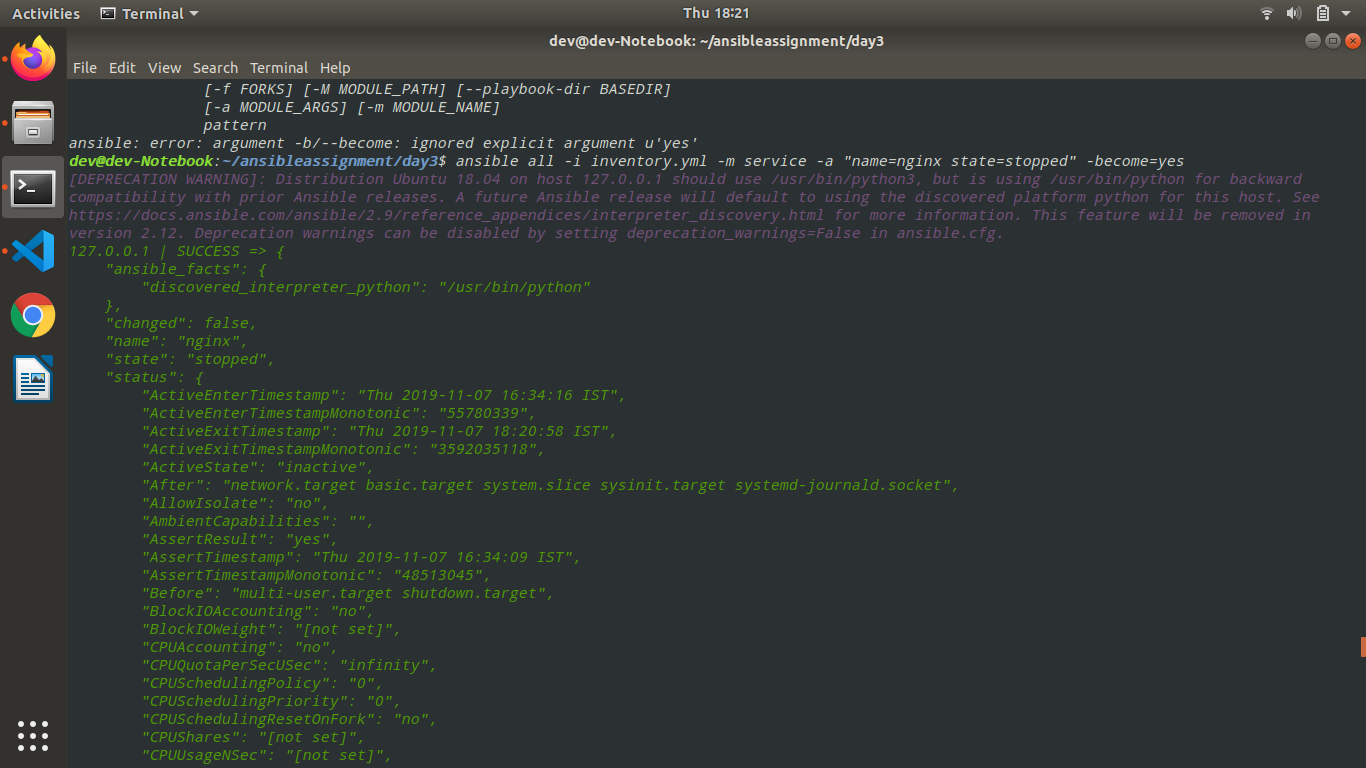 Activities Terminal Thu 18:21
dev@dev-Notebook: ~/ansibleassignment/day3
File Edit View Search Terminal Help
[-f FORKS] [-M MODULE_PATH] [--playbook-dir BASEDIR]
[-a MODULE_ARGS] [-m MODULE_NAME]
pattern
ansible: error: argument -b/--become: ignored explicit argument u'yes'
dev@dev-Notebook:~/ansibleassignment/day3$ ansible all -i inventory.yml -m service -a "name=nginx state=stopped" -become=yes
[DEPRECATION WARNING]: Distribution Ubuntu 18.04 on host 127.0.0.1 should use /usr/bin/python3, but is using /usr/bin/python for backward
compatibility with prior Ansible releases. A future Ansible release will default to using the discovered platform python for this host. See
https://docs.ansible.com/ansible/2.9/reference_appendices/interpreter_discovery.html for more information. This feature will be removed in
version 2.12. Deprecation warnings can be disabled by setting deprecation_warnings=False in ansible.cfg.
127.0.0.1 | SUCCESS => {
"ansible_facts": {
"discovered_interpreter_python": "/usr/bin/python"
},
"changed": false,
"name": "nginx",
"state": "stopped",
"status": {
"ActiveEnterTimestamp": "Thu 2019-11-07 16:34:16 IST",
"ActiveEnterTimestampMonotonic": "55780339",
"ActiveExitTimestamp": "Thu 2019-11-07 18:20:58 IST",
"ActiveExitTimestampMonotonic": "3592035118",
"ActiveState": "inactive",
"After": "network.target basic.target system.slice sysinit.target systemd-journald.socket",
"AllowIsolate": "no",
"AmbientCapabilities": "",
"AssertResult": "yes",
"AssertTimestamp": "Thu 2019-11-07 16:34:09 IST",
"AssertTimestampMonotonic": "48513045",
"Before": "multi-user.target shutdown.target",
"BlockIOAccounting": "no",
"BlockIOWeight": "[not set]",
"CPUAccounting": "no",
"CPUQuotaPerSecUSec": "infinity",
"CPUSchedulingPolicy": "0",
"CPUSchedulingPriority": "0",
"CPUSchedulingResetOnFork": "no",
"CPUShares": "[not set]",
"CPUUsageNSec": "[not set]",